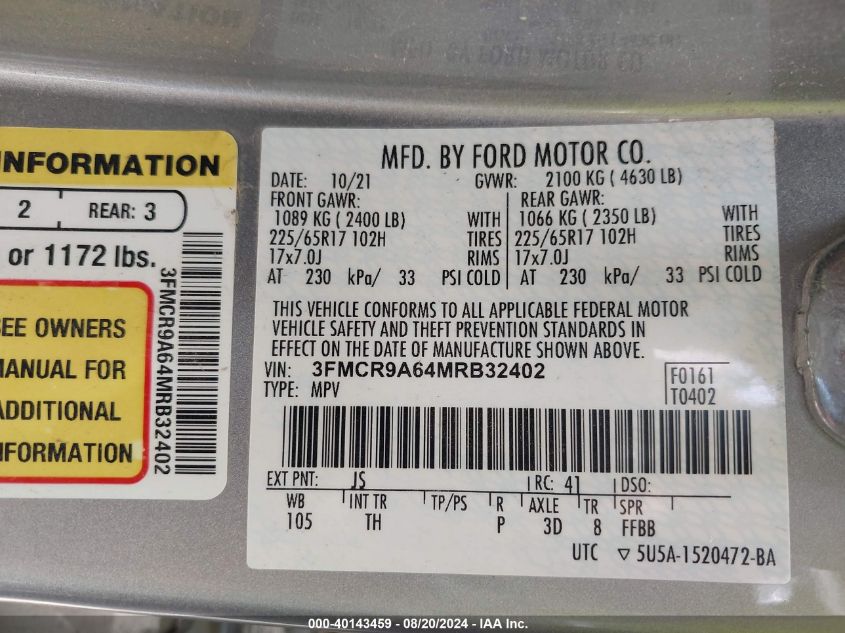 INFORMATION
2 REAR: 3
or 1172 lbs.
3FMCR9A64MRB32402
SEE OWNERS
MANUAL FOR
ADDITIONAL
INFORMATION
MFD. BY FORD MOTOR CO.
DATE: 10/21 GVWR: 2100 KG ( 4630 LB)
FRONT GAWR: REAR GAWR:
1089 KG ( 2400 LB) WITH 1066 KG ( 2350 LB) WITH
225/65R17 102H TIRES 225/65R17 102H TIRES
17x7.0J RIMS 17x7.0J RIMS
AT 230 kPa/ 33 PSI COLD AT 230 kPa/ 33 PSI COLD
THIS VEHICLE CONFORMS TO ALL APPLICABLE FEDERAL MOTOR
VEHICLE SAFETY AND THEFT PREVENTION STANDARDS IN
EFFECT ON THE DATE OF MANUFACTURE SHOWN ABOVE.
VIN: 3FMCR9A64MRB32402
TYPE: MPV
F0161
T0402
EXT PNT: JS RC: 41 DSO:
WB INT TR TP/PS R AXLE TR SPR
105 TH P 3D 8 FFBB
UTC ▽ 5U5A-1520472-BA
000-40143459 - 08/20/2024 - IAA Inc.